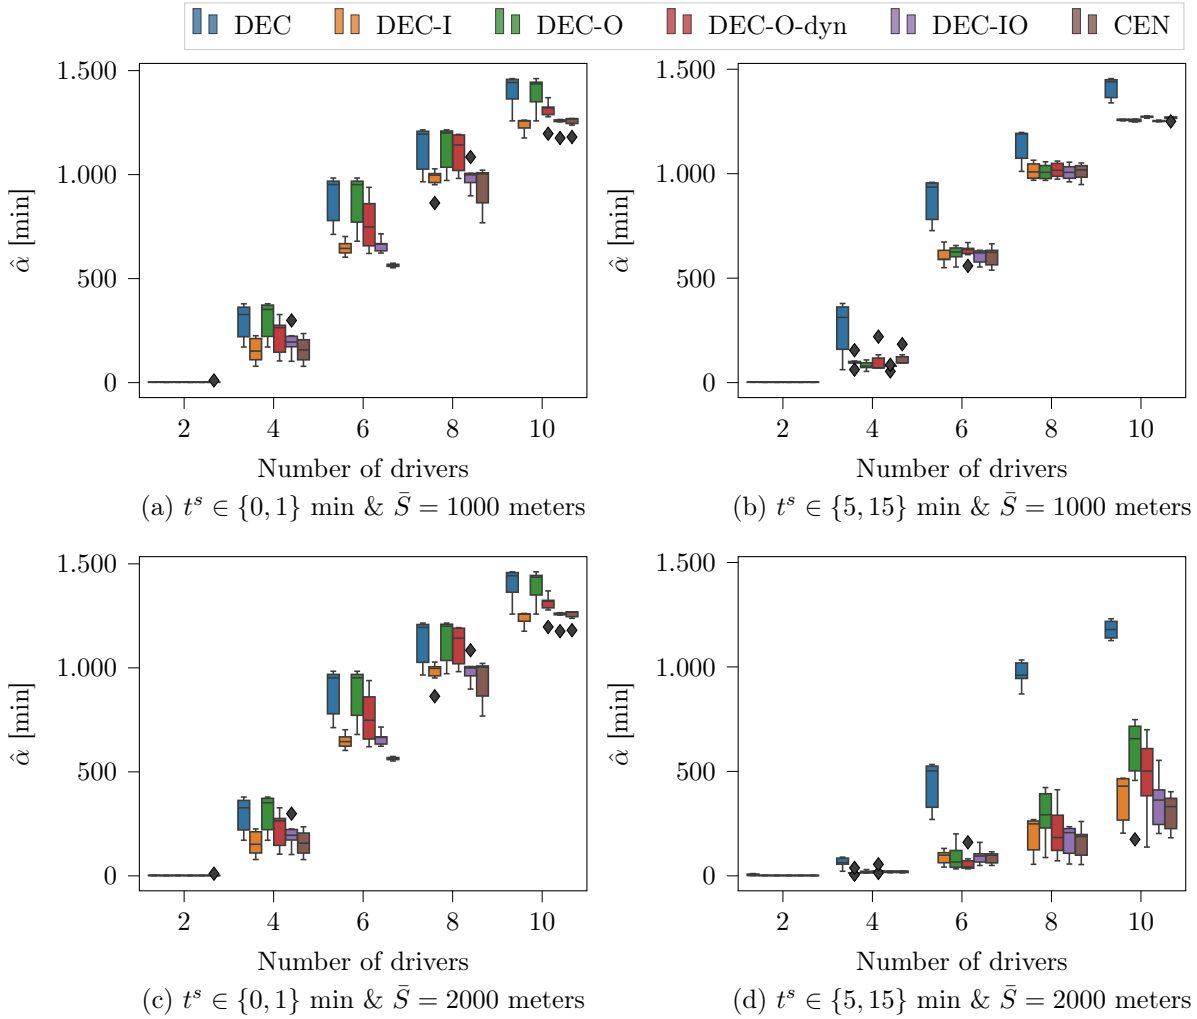 DEC DEC-I DEC-O DEC-O-dyn DEC-IO CEN
1.500
1.000
500
0
α̂ [min]
2 4 6 8 10
Number of drivers
(a) tˢ ∈ {0, 1} min & S̄ = 1000 meters
1.500
1.000
500
0
α̂ [min]
2 4 6 8 10
Number of drivers
(b) tˢ ∈ {5, 15} min & S̄ = 1000 meters
1.500
1.000
500
0
α̂ [min]
2 4 6 8 10
Number of drivers
(c) tˢ ∈ {0, 1} min & S̄ = 2000 meters
1.500
1.000
500
0
α̂ [min]
2 4 6 8 10
Number of drivers
(d) tˢ ∈ {5, 15} min & S̄ = 2000 meters